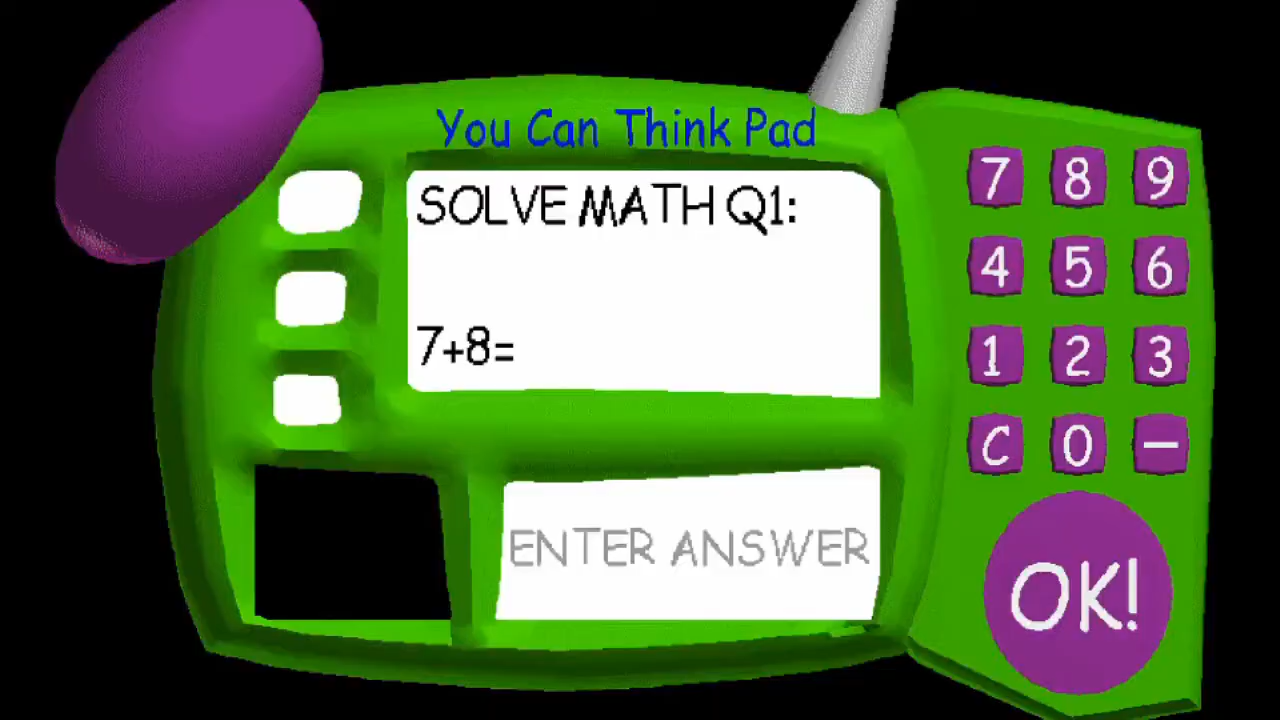 You Can Think Pad
SOLVE MATH Q1:
7+8=
ENTER ANSWER
7 8 9
4 5 6
1 2 3
C 0 –
OK!